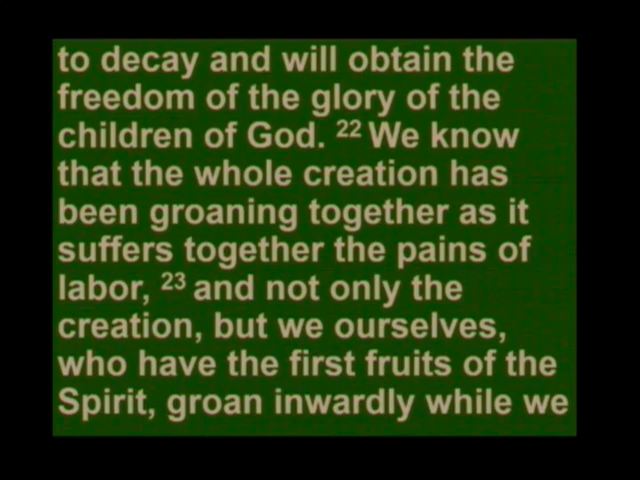 to decay and will obtain the
freedom of the glory of the
children of God. 22 We know
that the whole creation has
been groaning together as it
suffers together the pains of
labor, 23 and not only the
creation, but we ourselves,
who have the first fruits of the
Spirit, groan inwardly while we